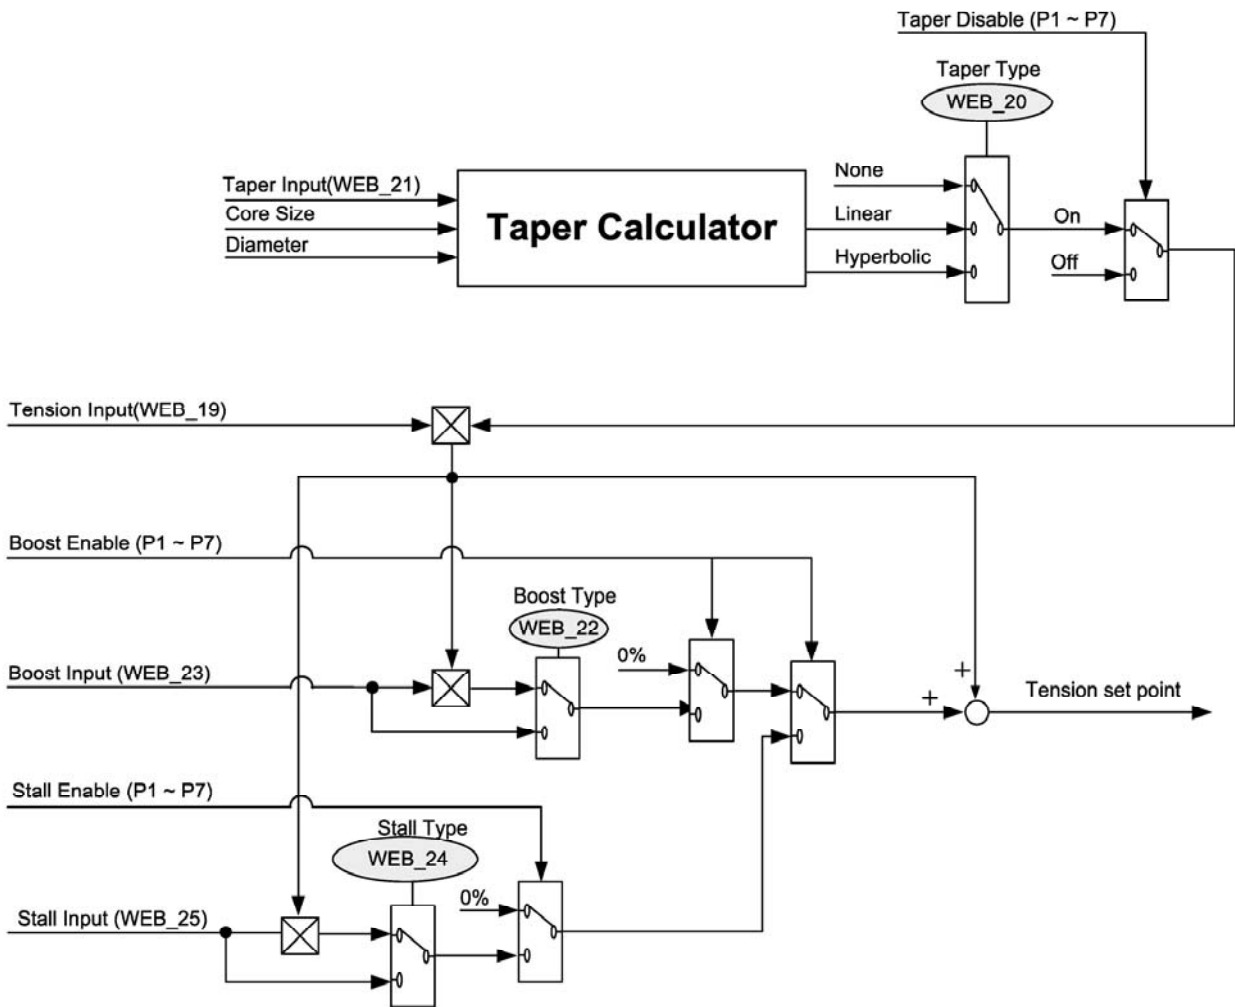 Taper Disable (P1 ~ P7)
Taper Type
WEB_20
Taper Input(WEB_21)
Core Size
Diameter
Taper Calculator
None
Linear
Hyperbolic
On
Off
Tension Input(WEB_19)
Boost Enable (P1 ~ P7)
Boost Type
WEB_22
0%
Boost Input (WEB_23)
+
+
Tension set point
Stall Enable (P1 ~ P7)
Stall Type
WEB_24
0%
Stall Input (WEB_25)